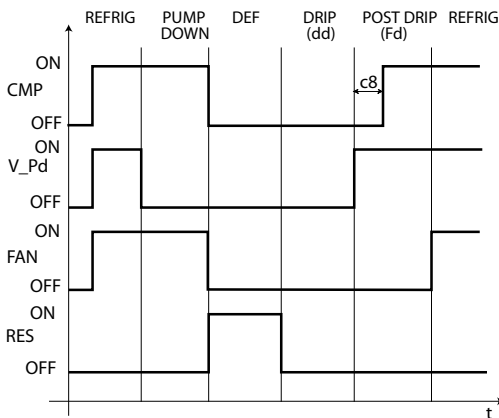 REFRIG PUMP DEF DRIP POST DRIP REFRIG
DOWN (dd) (Fd)
ON
CMP
c8
OFF
ON
V_Pd
OFF
ON
FAN
OFF
ON
RES
OFF
t